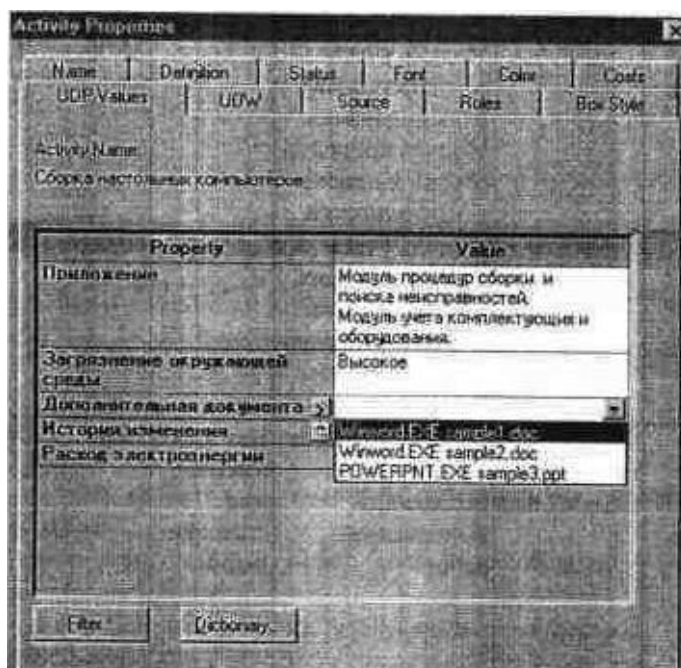 Activity Properties
Name Definition Status Font Color Costs
UDP Values UOW Source Roles Box Style
Activity Name:
Сборка настольных компьютеров
Property Value
Приложение Модуль процедур сборки и
поиска неисправностей.
Модуль учета комплектующих и
оборудования.
Загрязнение окружающей Высокое
среды
Дополнительная документа
История изменения Winword.EXE sample1.doc
Расход электроэнергии Winword.EXE sample2.doc
POWERPNT.EXE sample3.ppt
Filter... Dictionary...